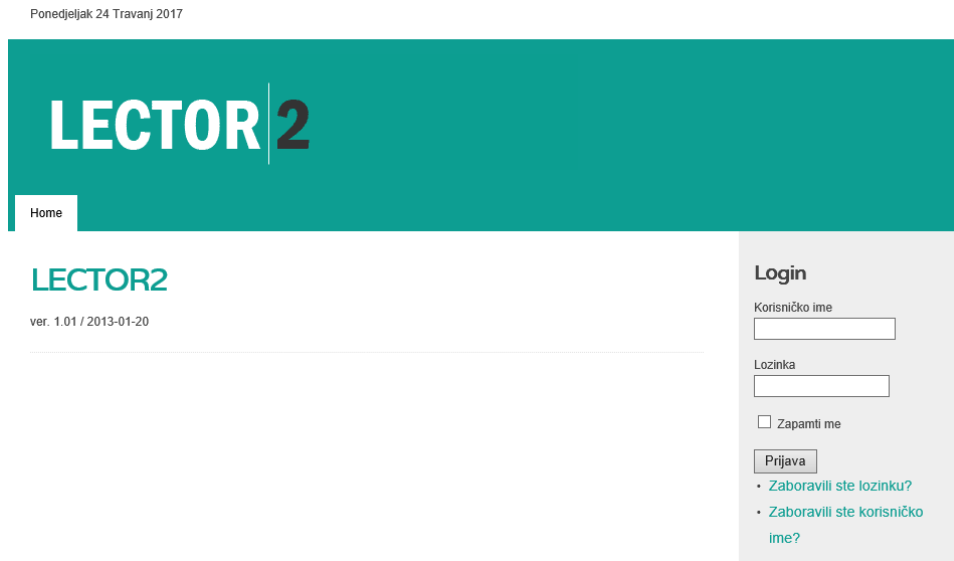 Ponedjeljak 24 Travanj 2017
LECTOR 2
Home
LECTOR2
ver. 1.01 / 2013-01-20
Login
Korisničko ime
Lozinka
Zapamti me
Prijava
Zaboravili ste lozinku?
Zaboravili ste korisničko
ime?